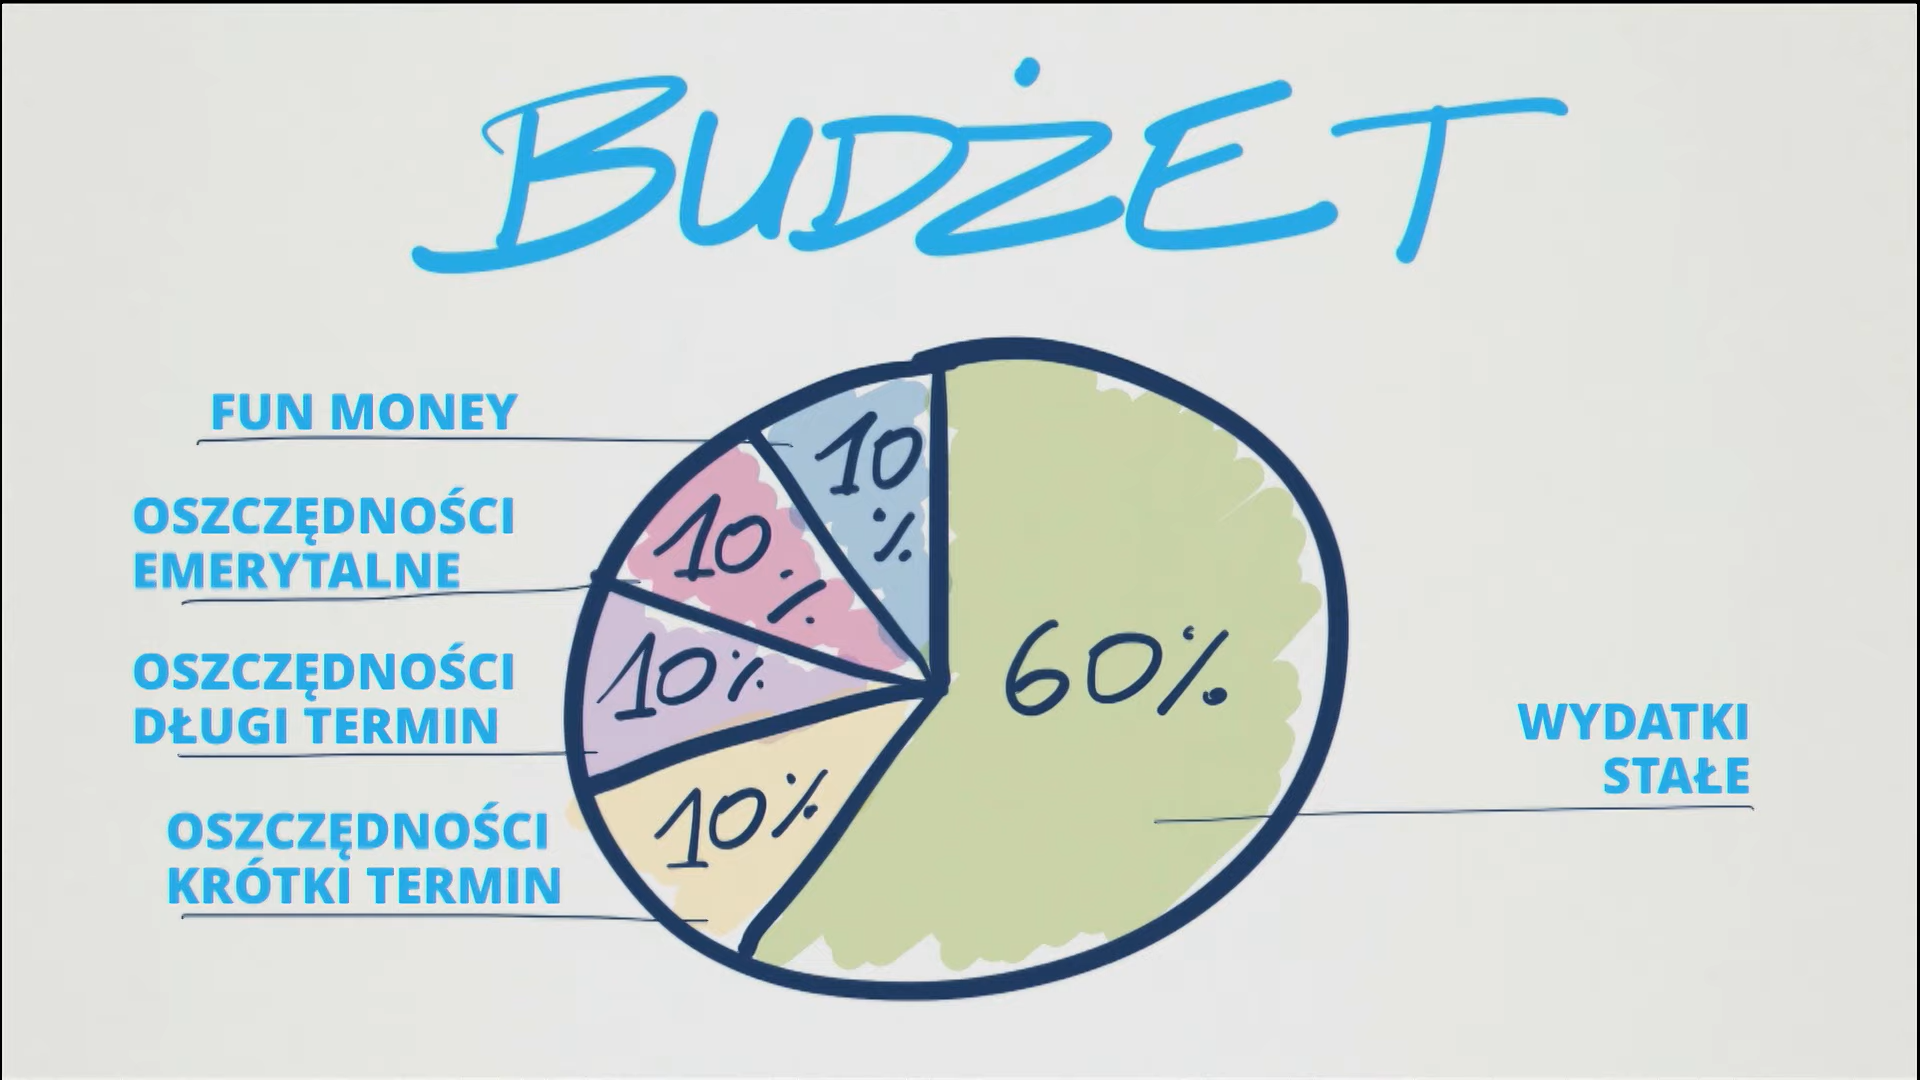 BUDŻET
FUN MONEY
10
%
OSZCZĘDNOŚCI
EMERYTALNE
10%
OSZCZĘDNOŚCI
DŁUGI TERMIN
10%
OSZCZĘDNOŚCI
KRÓTKI TERMIN
10%
60%
WYDATKI
STAŁE